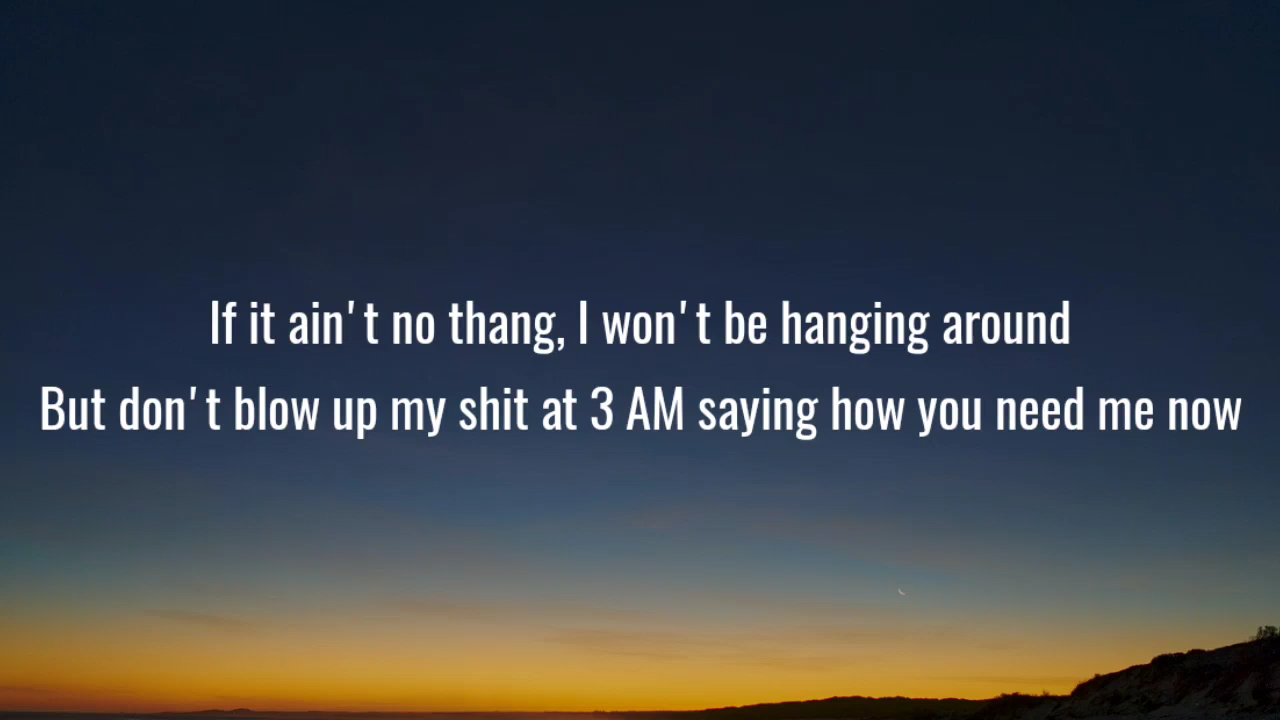 If it ain't no thang, I won't be hanging around
But don't blow up my shit at 3 AM saying how you need me now